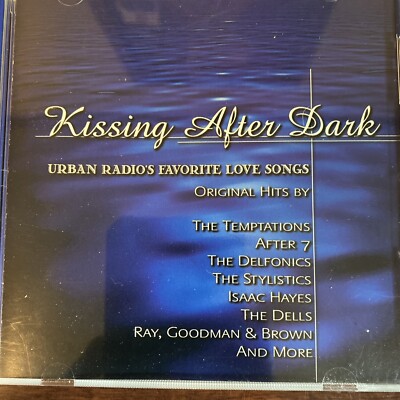 Kissing After Dark
URBAN RADIO'S FAVORITE LOVE SONGS
ORIGINAL HITS BY
THE TEMPTATIONS
AFTER 7
THE DELFONICS
THE STYLISTICS
ISAAC HAYES
THE DELLS
RAY, GOODMAN & BROWN
AND MORE